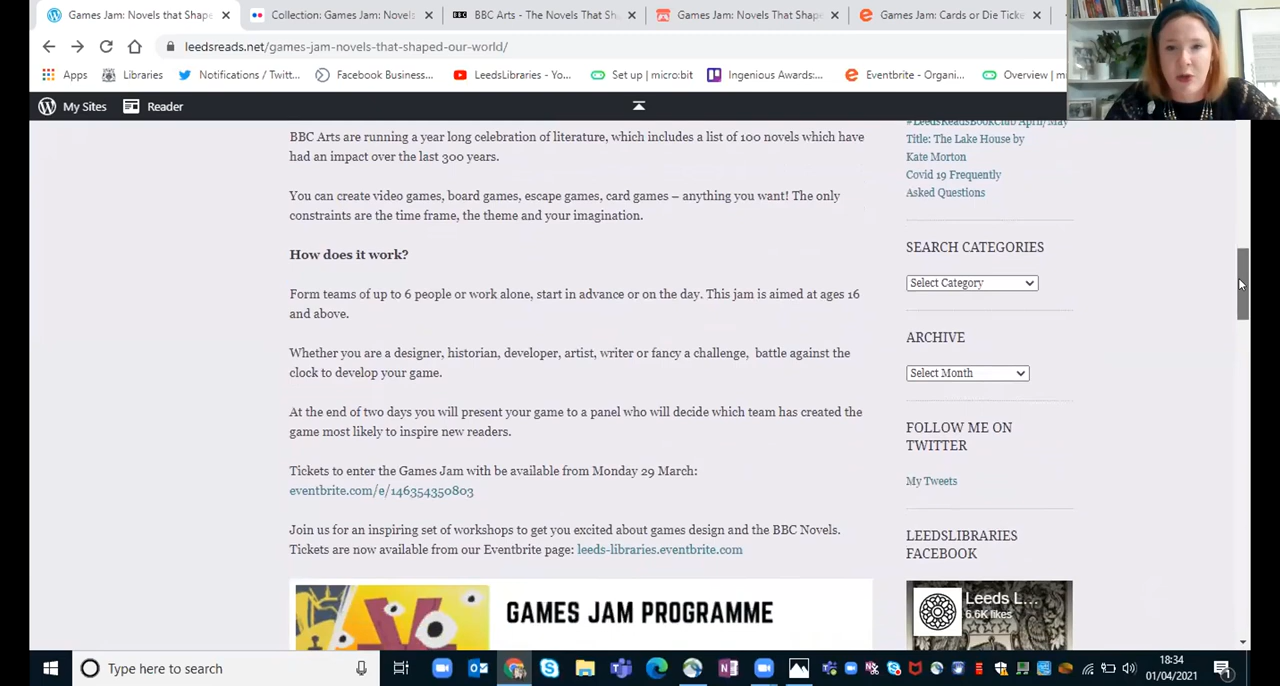 Games Jam: Novels that Shape
Collection: Games Jam: Novels
BBC Arts - The Novels That Sh
Games Jam: Novels That Shape
Games Jam: Cards or Die Ticke
leedsreads.net/games-jam-novels-that-shaped-our-world/
Apps
Libraries
Notifications / Twitt...
Facebook Business...
LeedsLibraries - Yo...
Set up | micro:bit
Ingenious Awards:...
Eventbrite - Organi...
Overview | m
My Sites
Reader
BBC Arts are running a year long celebration of literature, which includes a list of 100 novels which have
had an impact over the last 300 years.
You can create video games, board games, escape games, card games – anything you want! The only
constraints are the time frame, the theme and your imagination.
How does it work?
Form teams of up to 6 people or work alone, start in advance or on the day. This jam is aimed at ages 16
and above.
Whether you are a designer, historian, developer, artist, writer or fancy a challenge, battle against the
clock to develop your game.
At the end of two days you will present your game to a panel who will decide which team has created the
game most likely to inspire new readers.
Tickets to enter the Games Jam with be available from Monday 29 March:
eventbrite.com/e/146354350803
Join us for an inspiring set of workshops to get you excited about games design and the BBC Novels.
Tickets are now available from our Eventbrite page: leeds-libraries.eventbrite.com
GAMES JAM PROGRAMME
#LeedsReadsBookClub April/May
Title: The Lake House by
Kate Morton
Covid 19 Frequently
Asked Questions
SEARCH CATEGORIES
Select Category
ARCHIVE
Select Month
FOLLOW ME ON
TWITTER
My Tweets
LEEDSLIBRARIES
FACEBOOK
Leeds L...
6.6K likes
Type here to search
18:34
01/04/2021